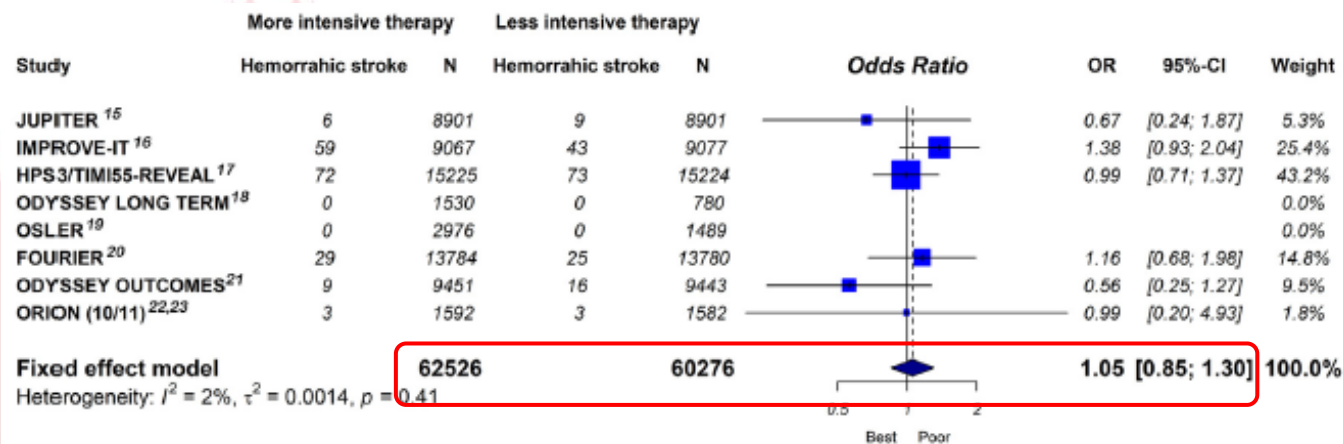 More intensive therapy Less intensive therapy
Study Hemorrahic stroke N Hemorrahic stroke N Odds Ratio OR 95%-CI Weight
JUPITER 15 6 8901 9 8901 0.67 [0.24; 1.87] 5.3%
IMPROVE-IT 16 59 9067 43 9077 1.38 [0.93; 2.04] 25.4%
HPS3/TIMI55-REVEAL 17 72 15225 73 15224 0.99 [0.71; 1.37] 43.2%
ODYSSEY LONG TERM 18 0 1530 0 780 0.0%
OSLER 19 0 2976 0 1489 0.0%
FOURIER 20 29 13784 25 13780 1.16 [0.68; 1.98] 14.8%
ODYSSEY OUTCOMES 21 9 9451 16 9443 0.56 [0.25; 1.27] 9.5%
ORION (10/11) 22,23 3 1592 3 1582 0.99 [0.20; 4.93] 1.8%
Fixed effect model 62526 60276 1.05 [0.85; 1.30] 100.0%
Heterogeneity: I² = 2%, τ² = 0.0014, p = 0.41
0.5 1 2
Best Poor